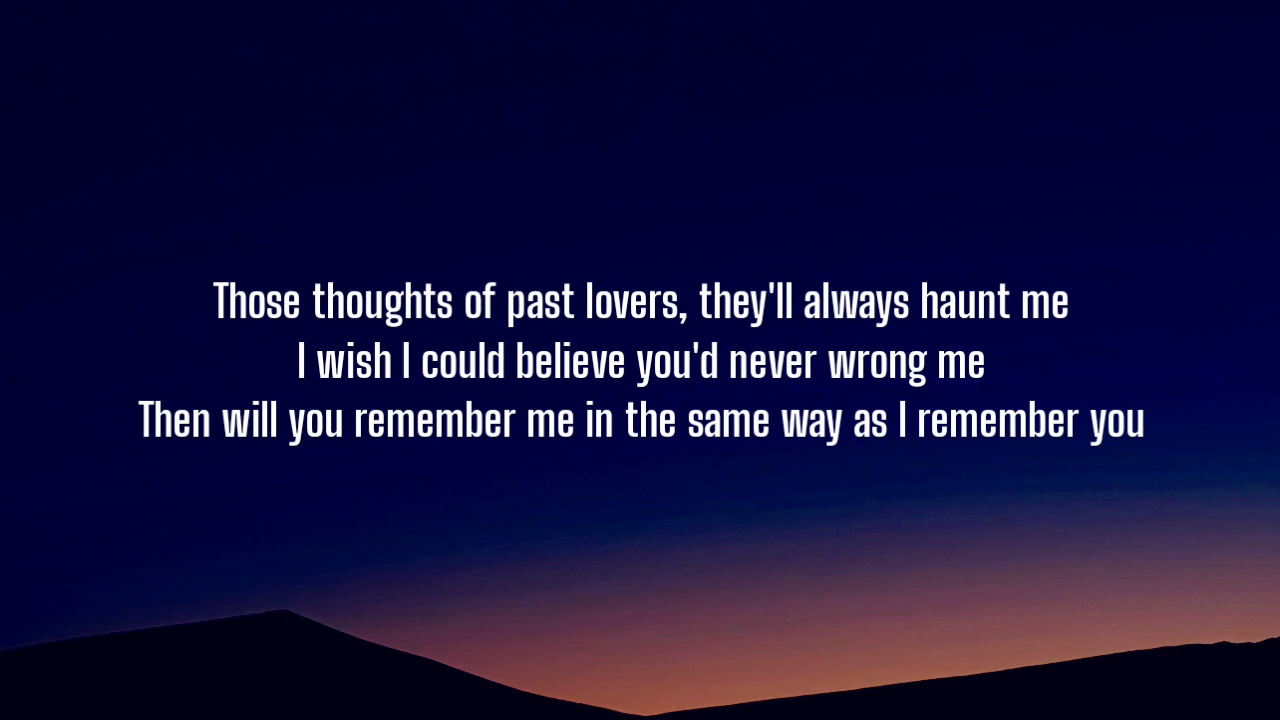 Those thoughts of past lovers, they'll always haunt me
I wish I could believe you'd never wrong me
Then will you remember me in the same way as I remember you